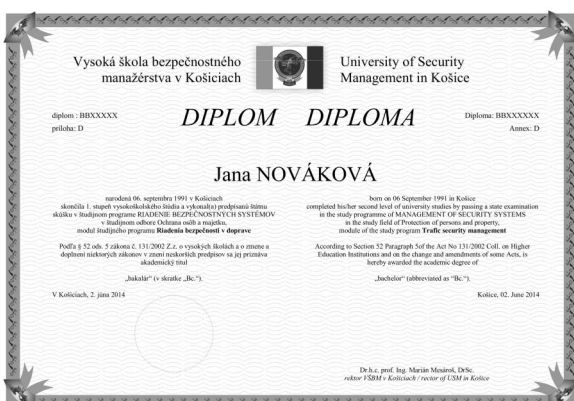 Vysoká škola bezpečnostného
manažérstva v Košiciach
University of Security
Management in Košice
diplom : BBXXXXX
príloha: D
DIPLOM DIPLOMA
Diploma: BBXXXXXX
Annex: D
Jana NOVÁKOVÁ
narodená 06. septembra 1991 v Košiciach
skončila 1. stupeň vysokoškolského štúdia a vykonal(a) predpísanú štátnu
skúšku v študijnom programe RIADENIE BEZPEČNOSTNÝCH SYSTÉMOV
v študijnom odbore Ochrana osôb a majetku,
modul študijného programu Riadenia bezpečnosti v doprave
Podľa § 52 ods. 5 zákona č. 131/2002 Z.z. o vysokých školách a o zmene a
doplnení niektorých zákonov v znení neskorších predpisov sa jej priznáva
akademický titul
„bakalár" (v skratke „Bc.").
V Košiciach, 2. júna 2014
born on 06 September 1991 in Košice
completed his/her second level of university studies by passing a state examination
in the study programme of MANAGEMENT OF SECURITY SYSTEMS
in the study field of Protection of persons and property,
module of the study program Trafic security management
According to Section 52 Paragraph 5of the Act No 131/2002 Coll. on Higher
Education Institutions and on the change and amendments of some Acts, is
hereby awarded the academic degree of
„bachelor" (abbreviated as "Bc.").
Košice, 02. June 2014
Dr.h.c. prof. Ing. Marián Mesároš, DrSc.
rektor VŠBM v Košiciach / rector of USM in Košice